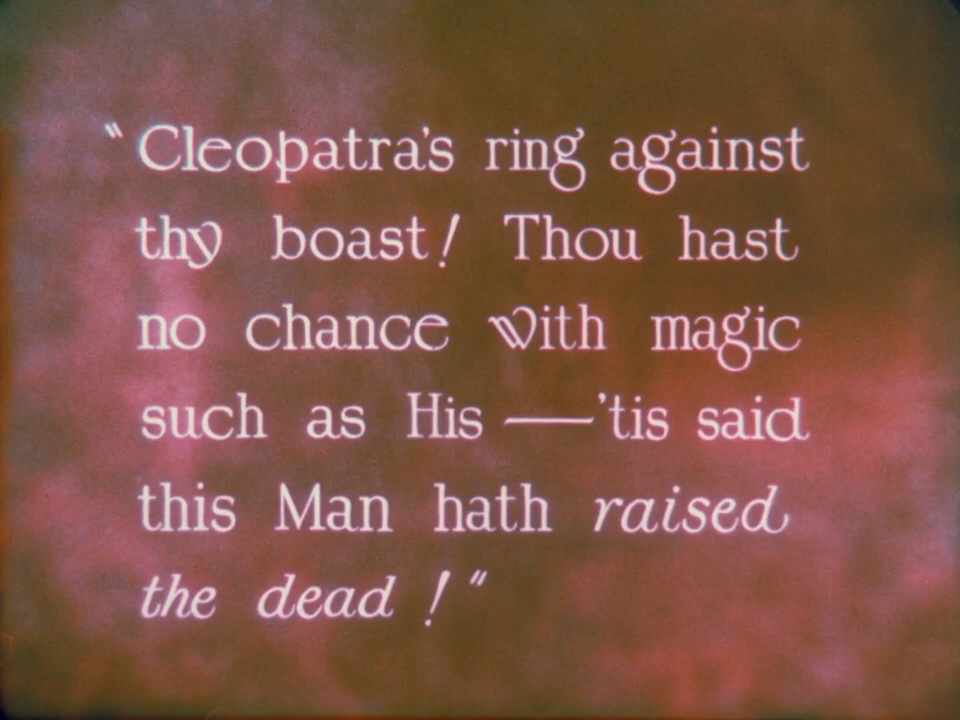 "Cleopatra's ring against
thy boast! Thou hast
no chance with magic
such as His — 'tis said
this Man hath raised
the dead!"